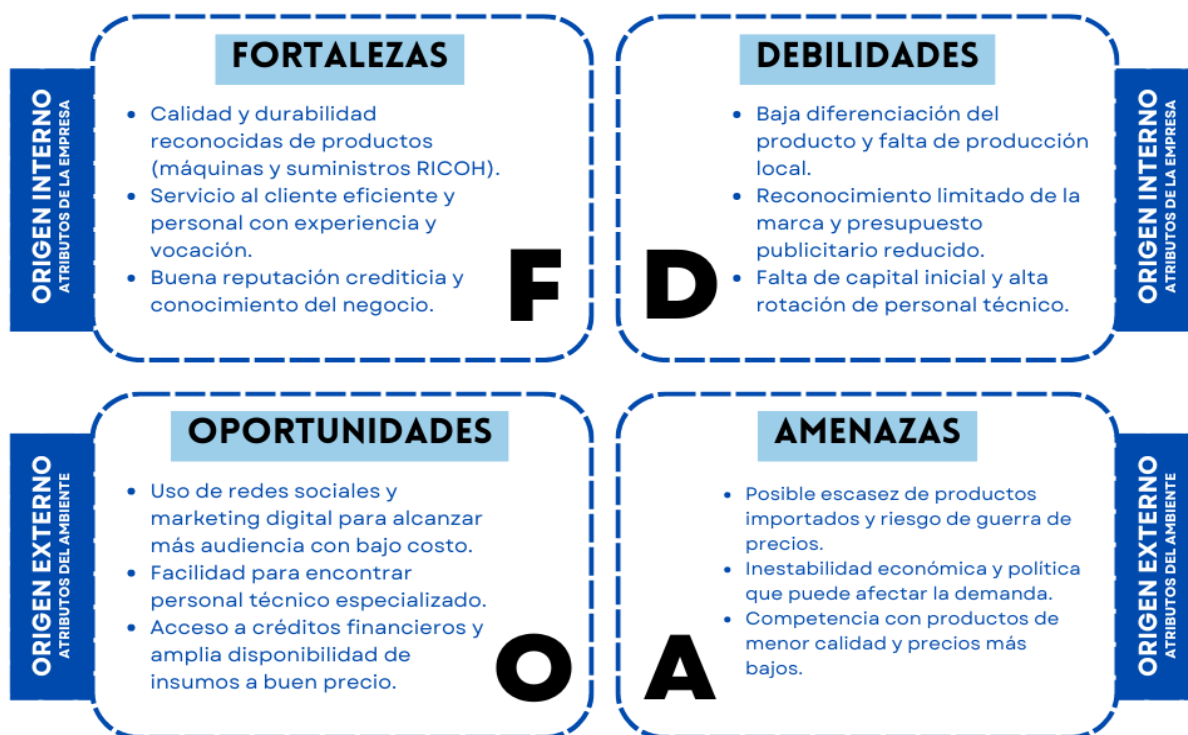 FORTALEZAS
ORIGEN INTERNO
ATRIBUTOS DE LA EMPRESA
• Calidad y durabilidad
reconocidas de productos
(máquinas y suministros RICOH).
• Servicio al cliente eficiente y
personal con experiencia y
vocación.
• Buena reputación crediticia y
conocimiento del negocio.
F
DEBILIDADES
• Baja diferenciación del
producto y falta de producción
local.
• Reconocimiento limitado de la
marca y presupuesto
publicitario reducido.
• Falta de capital inicial y alta
rotación de personal técnico.
D
ORIGEN INTERNO
ATRIBUTOS DE LA EMPRESA
OPORTUNIDADES
ORIGEN EXTERNO
ATRIBUTOS DEL AMBIENTE
• Uso de redes sociales y
marketing digital para alcanzar
más audiencia con bajo costo.
• Facilidad para encontrar
personal técnico especializado.
• Acceso a créditos financieros y
amplia disponibilidad de
insumos a buen precio.
O
AMENAZAS
• Posible escasez de productos
importados y riesgo de guerra de
precios.
• Inestabilidad económica y política
que puede afectar la demanda.
• Competencia con productos de
menor calidad y precios más
bajos.
A
ORIGEN EXTERNO
ATRIBUTOS DEL AMBIENTE